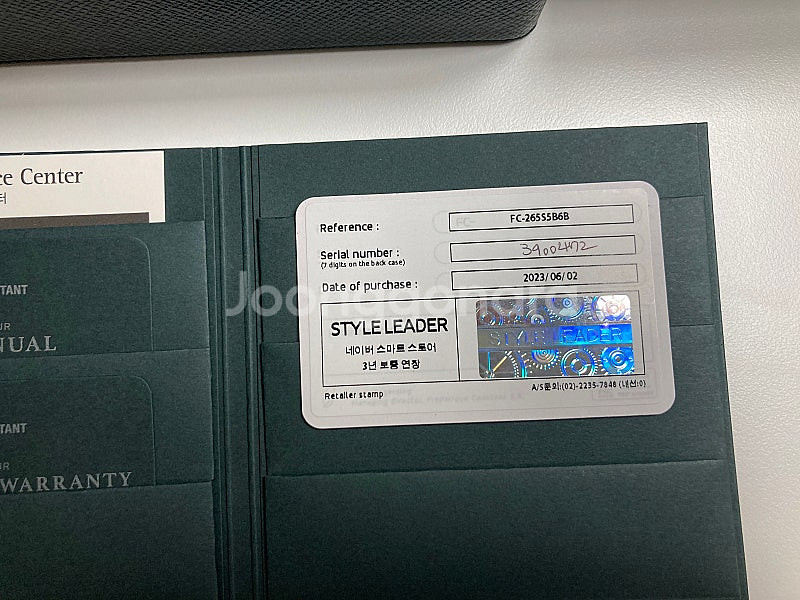 ce Center
터
TANT
UR
NUAL
TANT
UR
WARRANTY
Reference :
FC-265S5B6B
Serial number :
(7 digits on the back case)
3900472
Date of purchase :
2023/06/02
STYLE LEADER
네이버 스마트 스토어
3년 보통 연장
STYLE LEADER
Retailer stamp
A/S문의:(02)-2235-7848 (내선:0)
Joonggonara